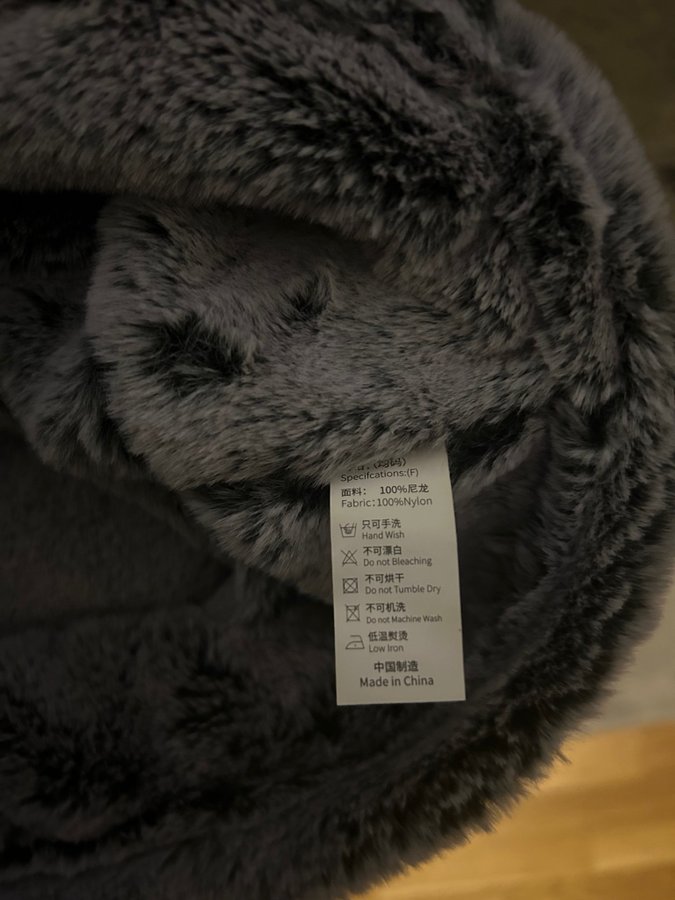 (均码)
Specifcations:(F)
面料： 100%尼龙
Fabric:100%Nylon
只可手洗
Hand Wish
不可漂白
Do not Bleaching
不可烘干
Do not Tumble Dry
不可机洗
Do not Machine Wash
低温熨烫
Low Iron
中国制造
Made in China